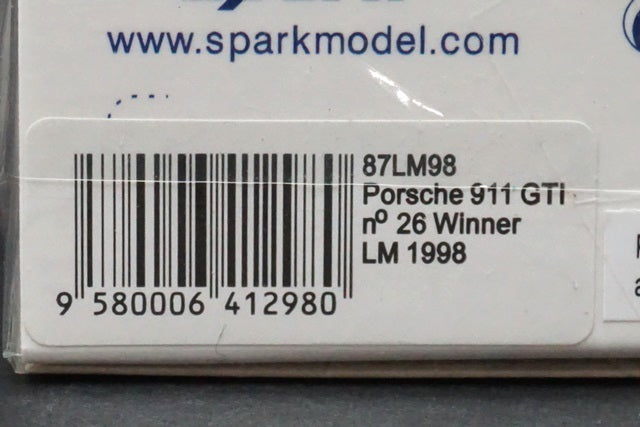 www.sparkmodel.com
87LM98
Porsche 911 GTI
nº 26 Winner
LM 1998
9 580006 412980